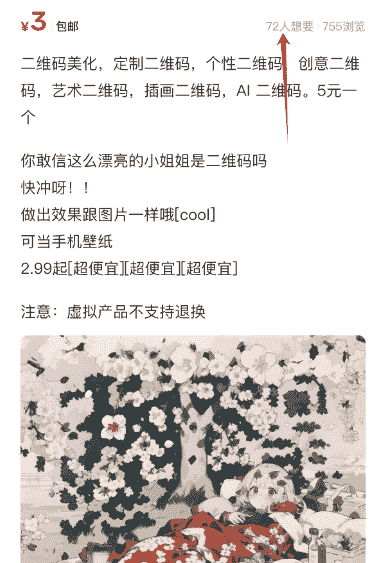 ¥3 包邮 72人想要 755浏览
二维码美化，定制二维码，个性二维码，创意二维
码，艺术二维码，插画二维码，AI 二维码。5元一
个
你敢信这么漂亮的小姐姐是二维码吗
快冲呀！！
做出效果跟图片一样哦[cool]
可当手机壁纸
2.99起[超便宜][超便宜][超便宜]
注意：虚拟产品不支持退换